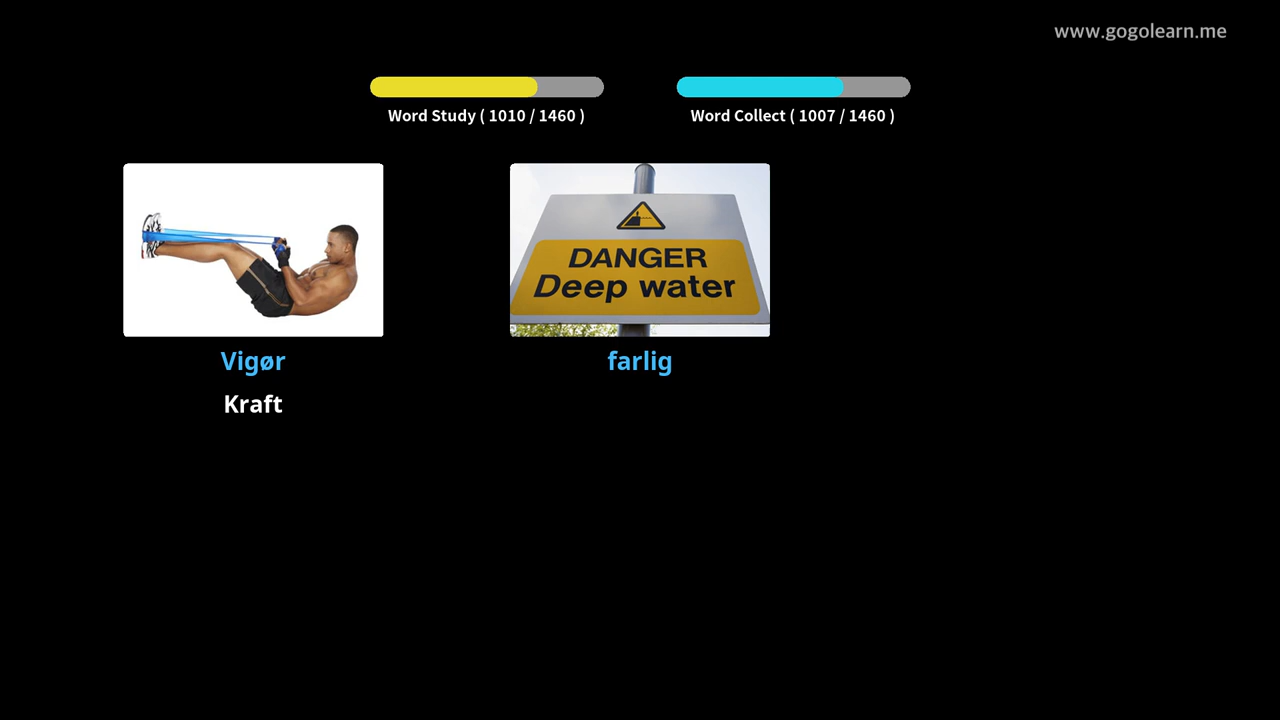 www.gogolearn.me
Word Study ( 1010 / 1460 )
Word Collect ( 1007 / 1460 )
DANGER
Deep water
Vigør
farlig
Kraft